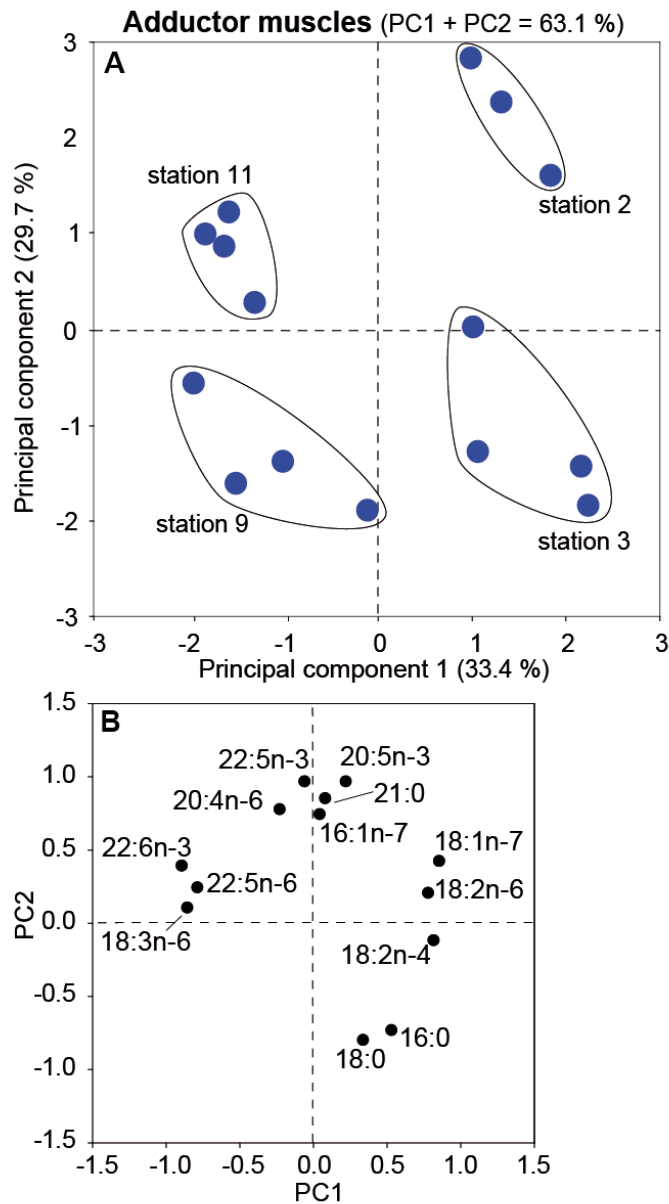 Adductor muscles (PC1 + PC2 = 63.1 %)
A
3
2
1
0
-1
-2
-3
Principal component 2 (29.7 %)
station 11
station 2
station 9
station 3
-3 -2 -1 0 1 2 3
Principal component 1 (33.4 %)
B
1.5
1.0
0.5
0.0
-0.5
-1.0
-1.5
PC2
22:5n-3 20:5n-3
20:4n-6 21:0
16:1n-7
22:6n-3 18:1n-7
22:5n-6 18:2n-6
18:3n-6 18:2n-4
18:0 16:0
-1.5 -1.0 -0.5 0.0 0.5 1.0 1.5
PC1